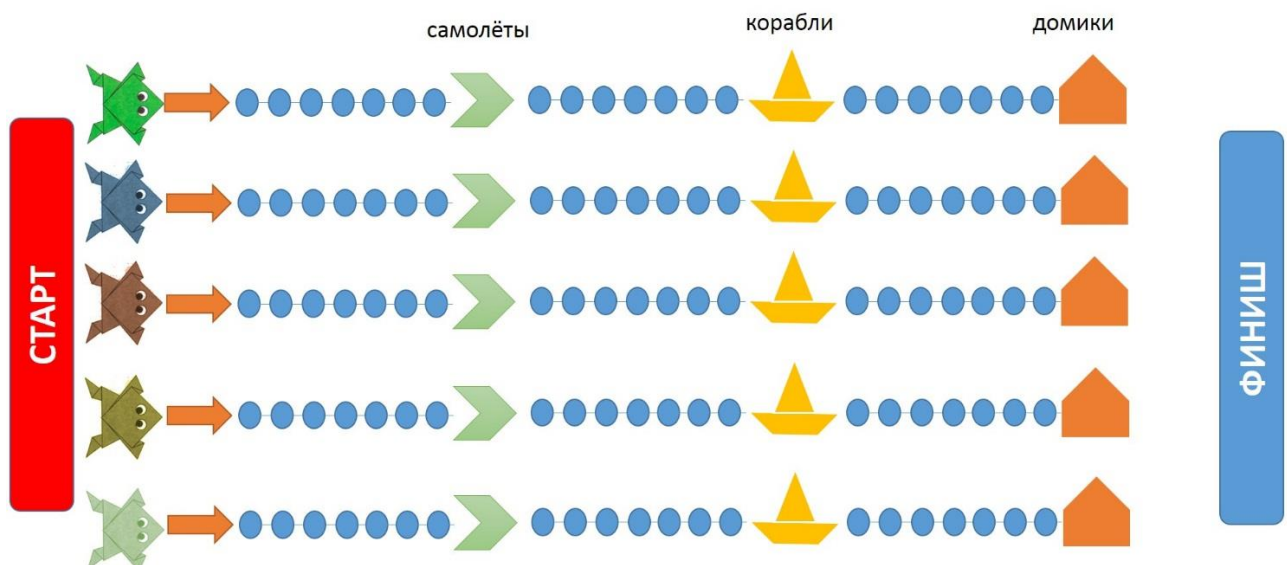 самолёты
корабли
домики
СТАРТ
ФИНИШ